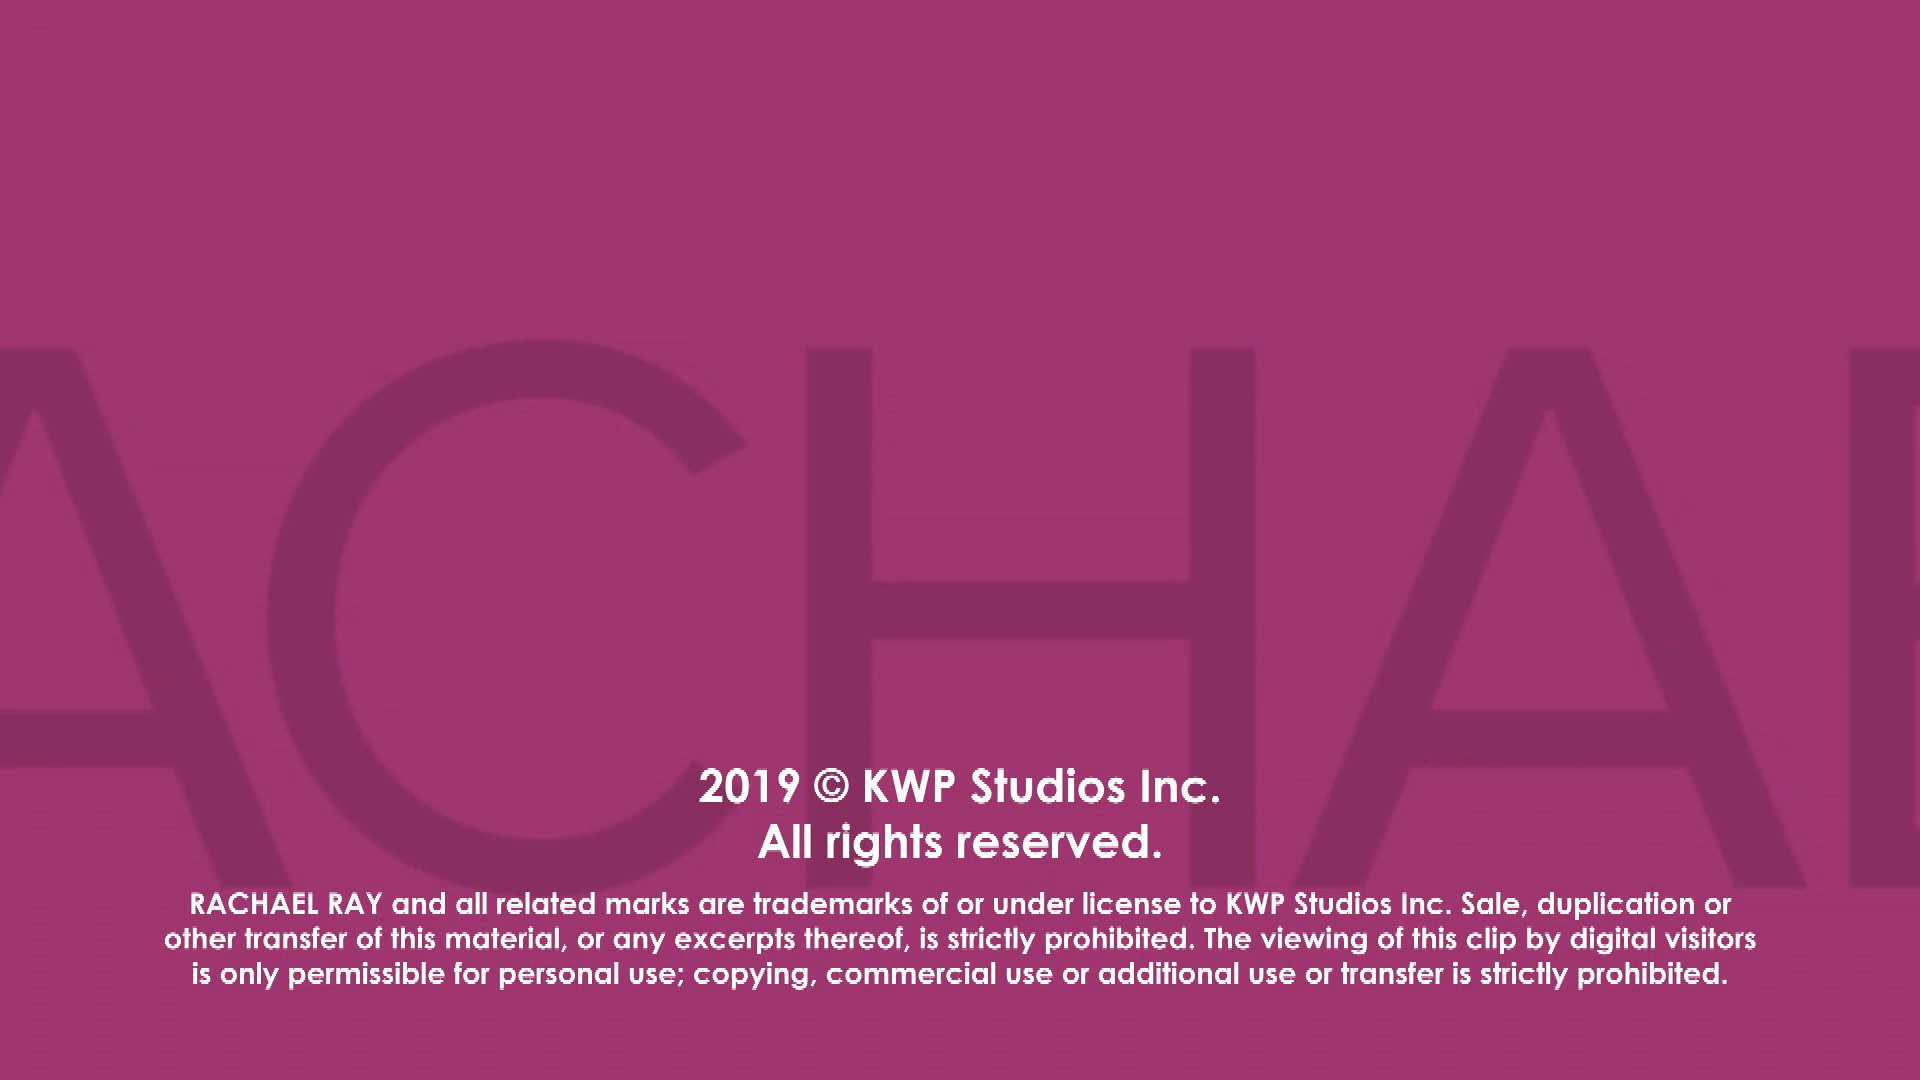 ACHAE
2019 © KWP Studios Inc.
All rights reserved.
RACHAEL RAY and all related marks are trademarks of or under license to KWP Studios Inc. Sale, duplication or
other transfer of this material, or any excerpts thereof, is strictly prohibited. The viewing of this clip by digital visitors
is only permissible for personal use; copying, commercial use or additional use or transfer is strictly prohibited.